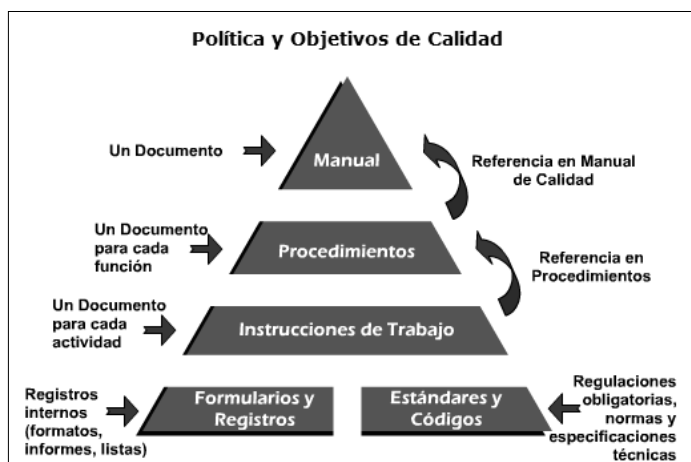 Política y Objetivos de Calidad
Un Documento
Manual
Referencia en Manual
de Calidad
Un Documento
para cada
función
Procedimientos
Referencia en
Procedimientos
Un Documento
para cada
actividad
Instrucciones de Trabajo
Registros
internos
(formatos,
informes, listas)
Formularios y
Registros
Estándares y
Códigos
Regulaciones
obligatorias,
normas y
especificaciones
técnicas